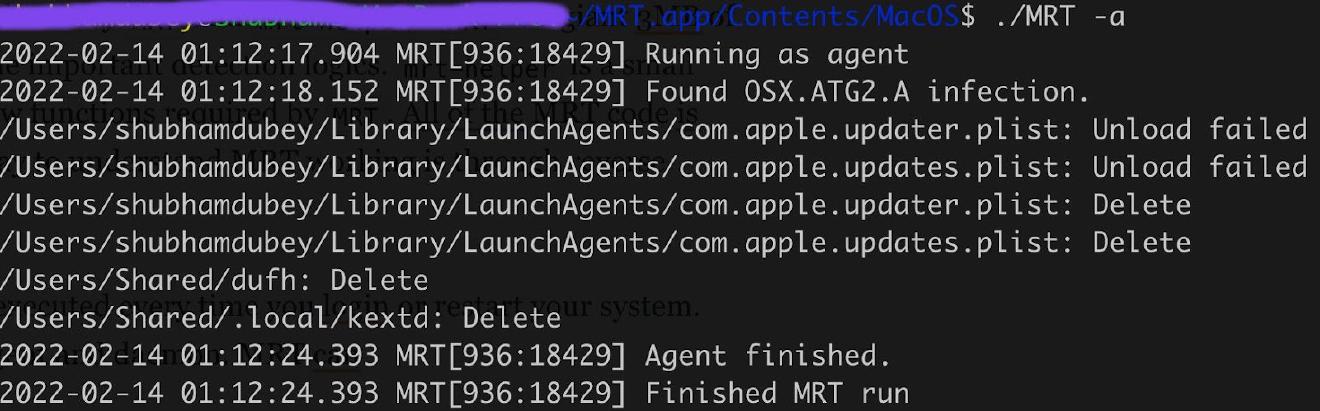 /MRT.app/Contents/MacOS$ ./MRT -a
2022-02-14 01:12:17.904 MRT[936:18429] Running as agent
2022-02-14 01:12:18.152 MRT[936:18429] Found OSX.ATG2.A infection.
/Users/shubhamdubey/Library/LaunchAgents/com.apple.updater.plist: Unload failed
/Users/shubhamdubey/Library/LaunchAgents/com.apple.updates.plist: Unload failed
/Users/shubhamdubey/Library/LaunchAgents/com.apple.updater.plist: Delete
/Users/shubhamdubey/Library/LaunchAgents/com.apple.updates.plist: Delete
/Users/Shared/dufh: Delete
/Users/Shared/.local/kextd: Delete
2022-02-14 01:12:24.393 MRT[936:18429] Agent finished.
2022-02-14 01:12:24.393 MRT[936:18429] Finished MRT run